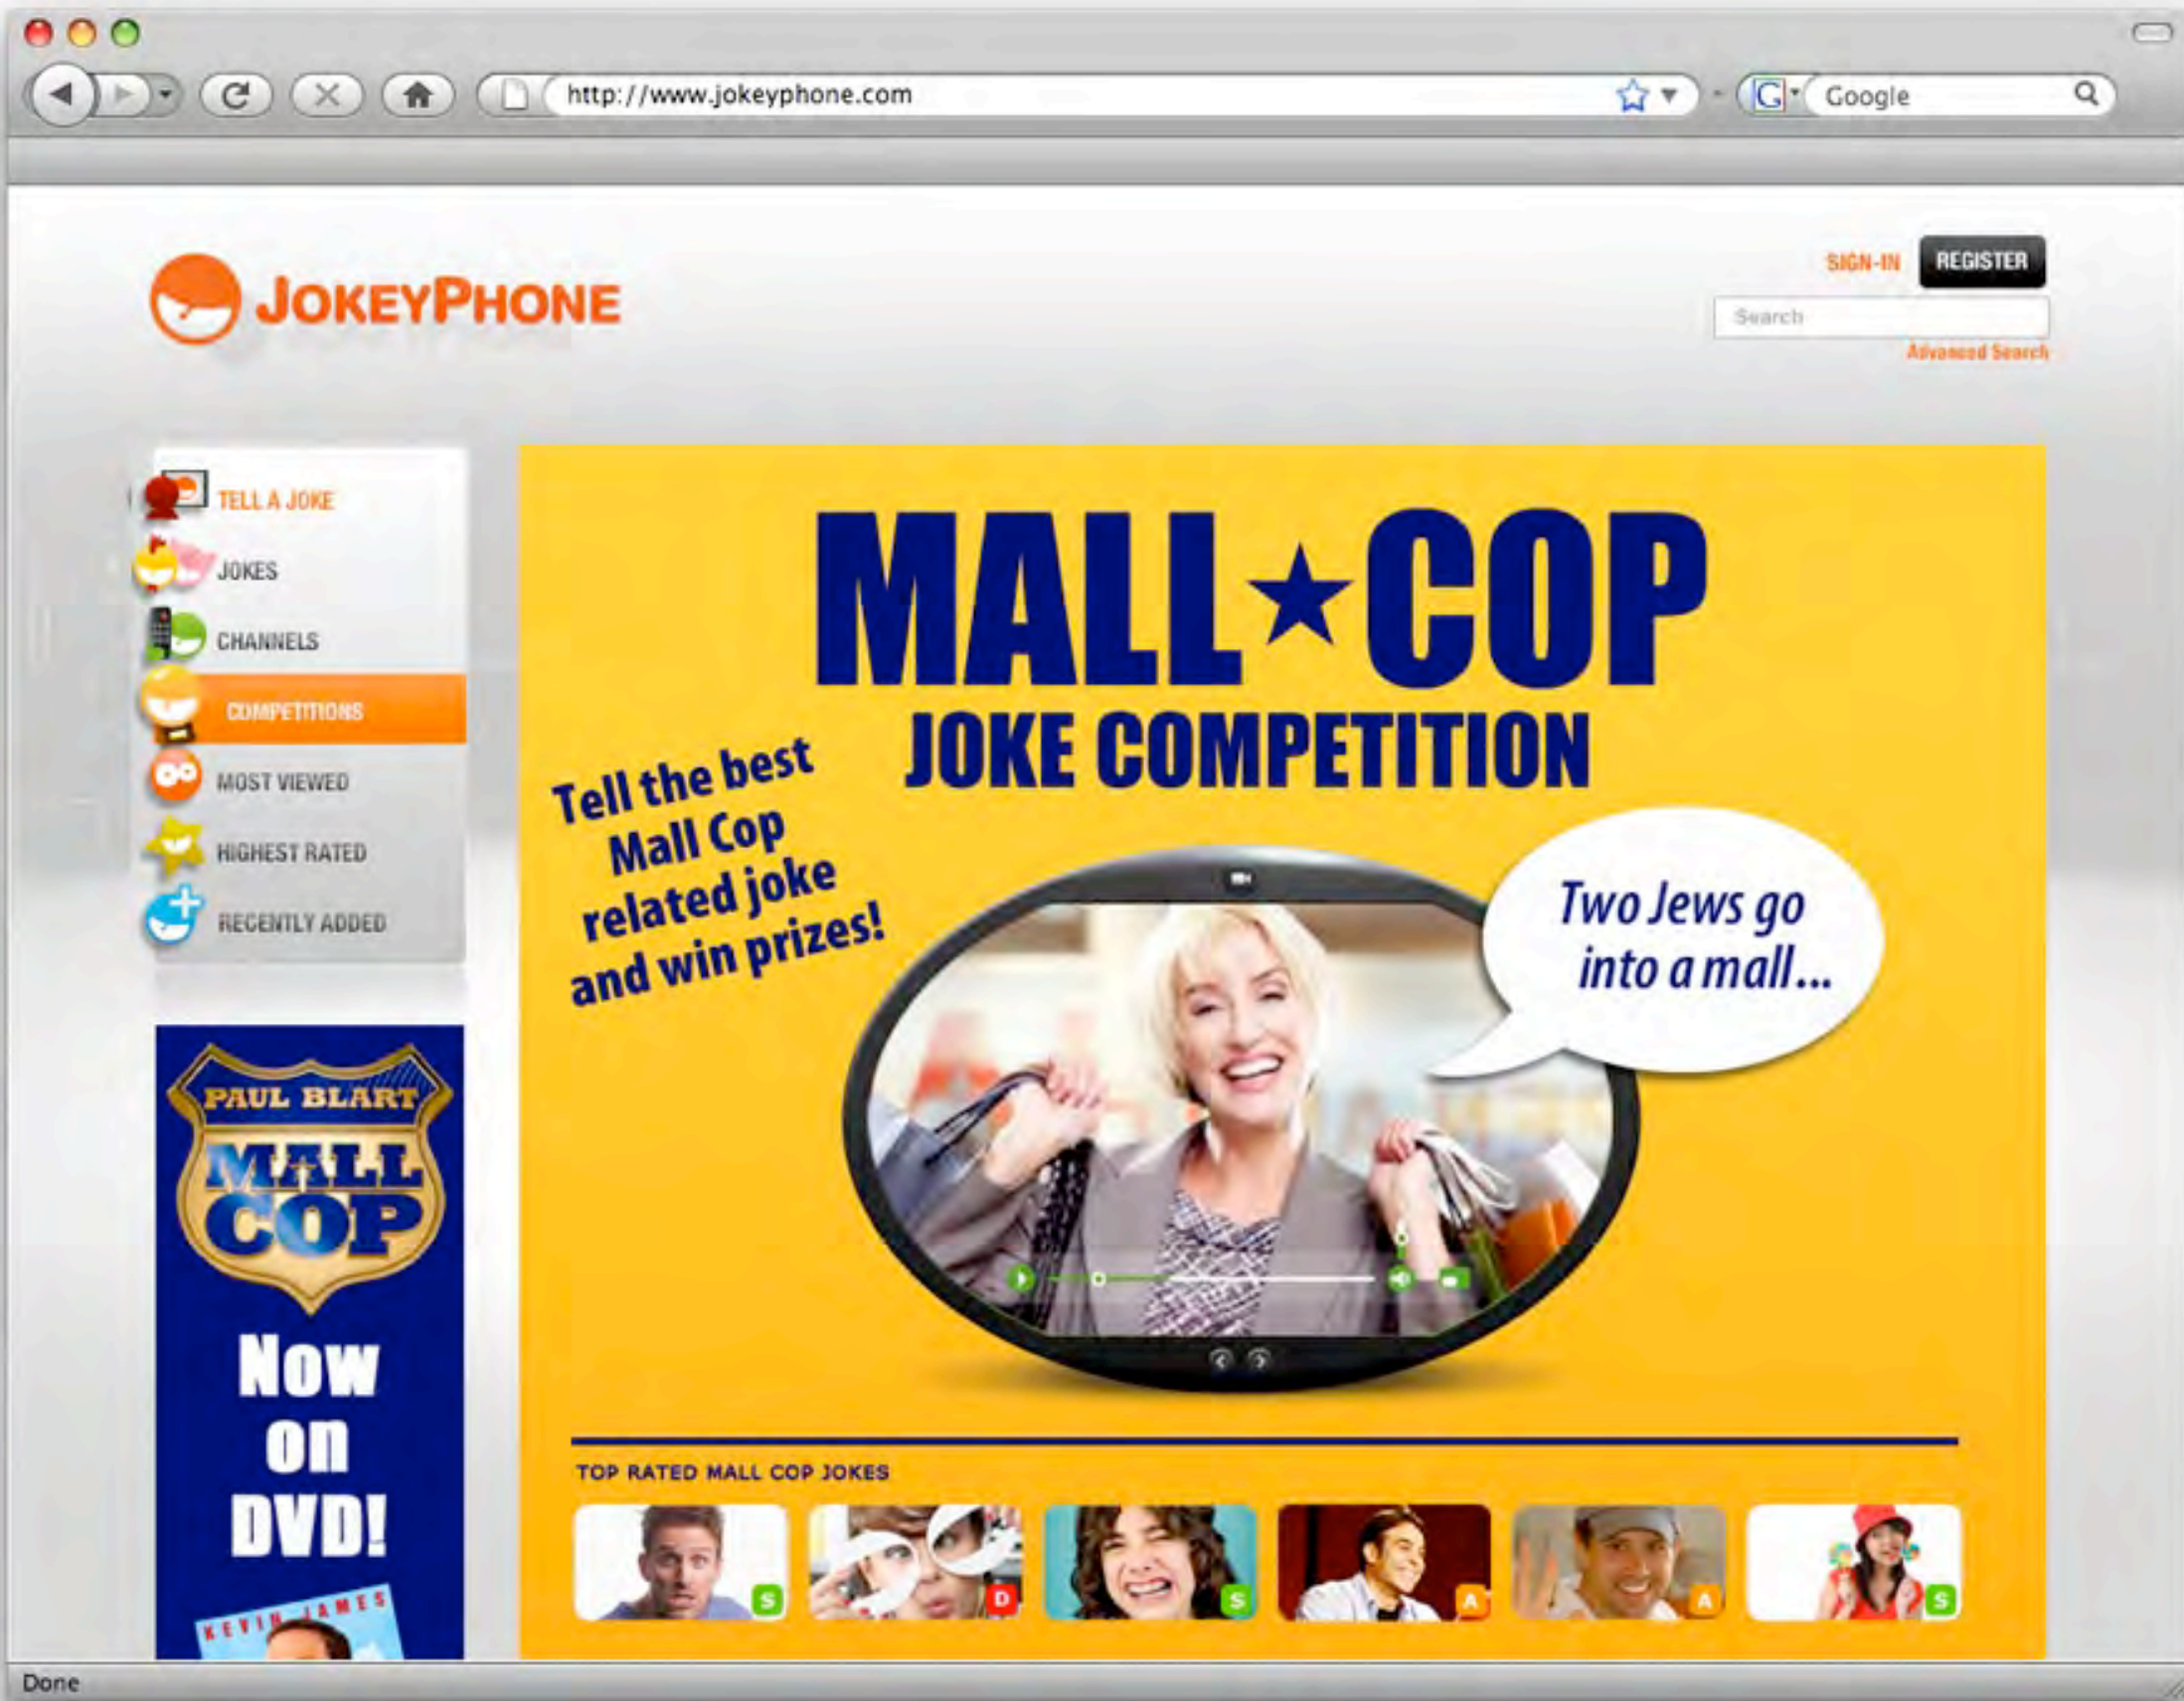 http://www.jokeyphone.com
Google
JOKEYPHONE
SIGN-IN
REGISTER
Search
Advanced Search
TELL A JOKE
JOKES
CHANNELS
COMPETITIONS
MOST VIEWED
HIGHEST RATED
RECENTLY ADDED
PAUL BLART
MALL
COP
Now
on
DVD!
KEVIN JAMES
MALL★COP
JOKE COMPETITION
Tell the best
Mall Cop
related joke
and win prizes!
Two Jews go
into a mall...
TOP RATED MALL COP JOKES
S
D
S
A
A
S
Done